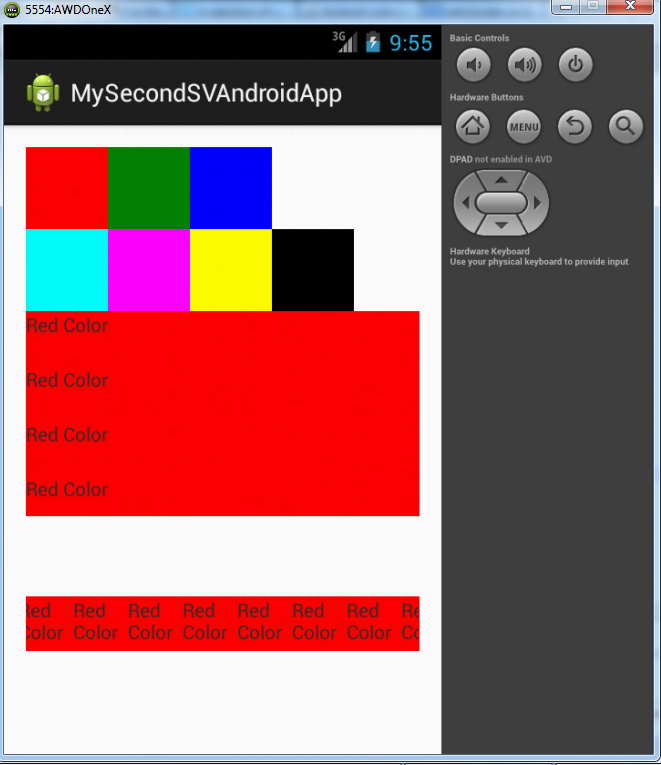 5554:AWDOneX
3G 9:55
MySecondSVAndroidApp
Red Color
Red Color
Red Color
Red Color
Red Red Red Red Red Red Red Re
Color Color Color Color Color Color Color Co
Basic Controls
Hardware Buttons
MENU
DPAD not enabled in AVD
Hardware Keyboard
Use your physical keyboard to provide input